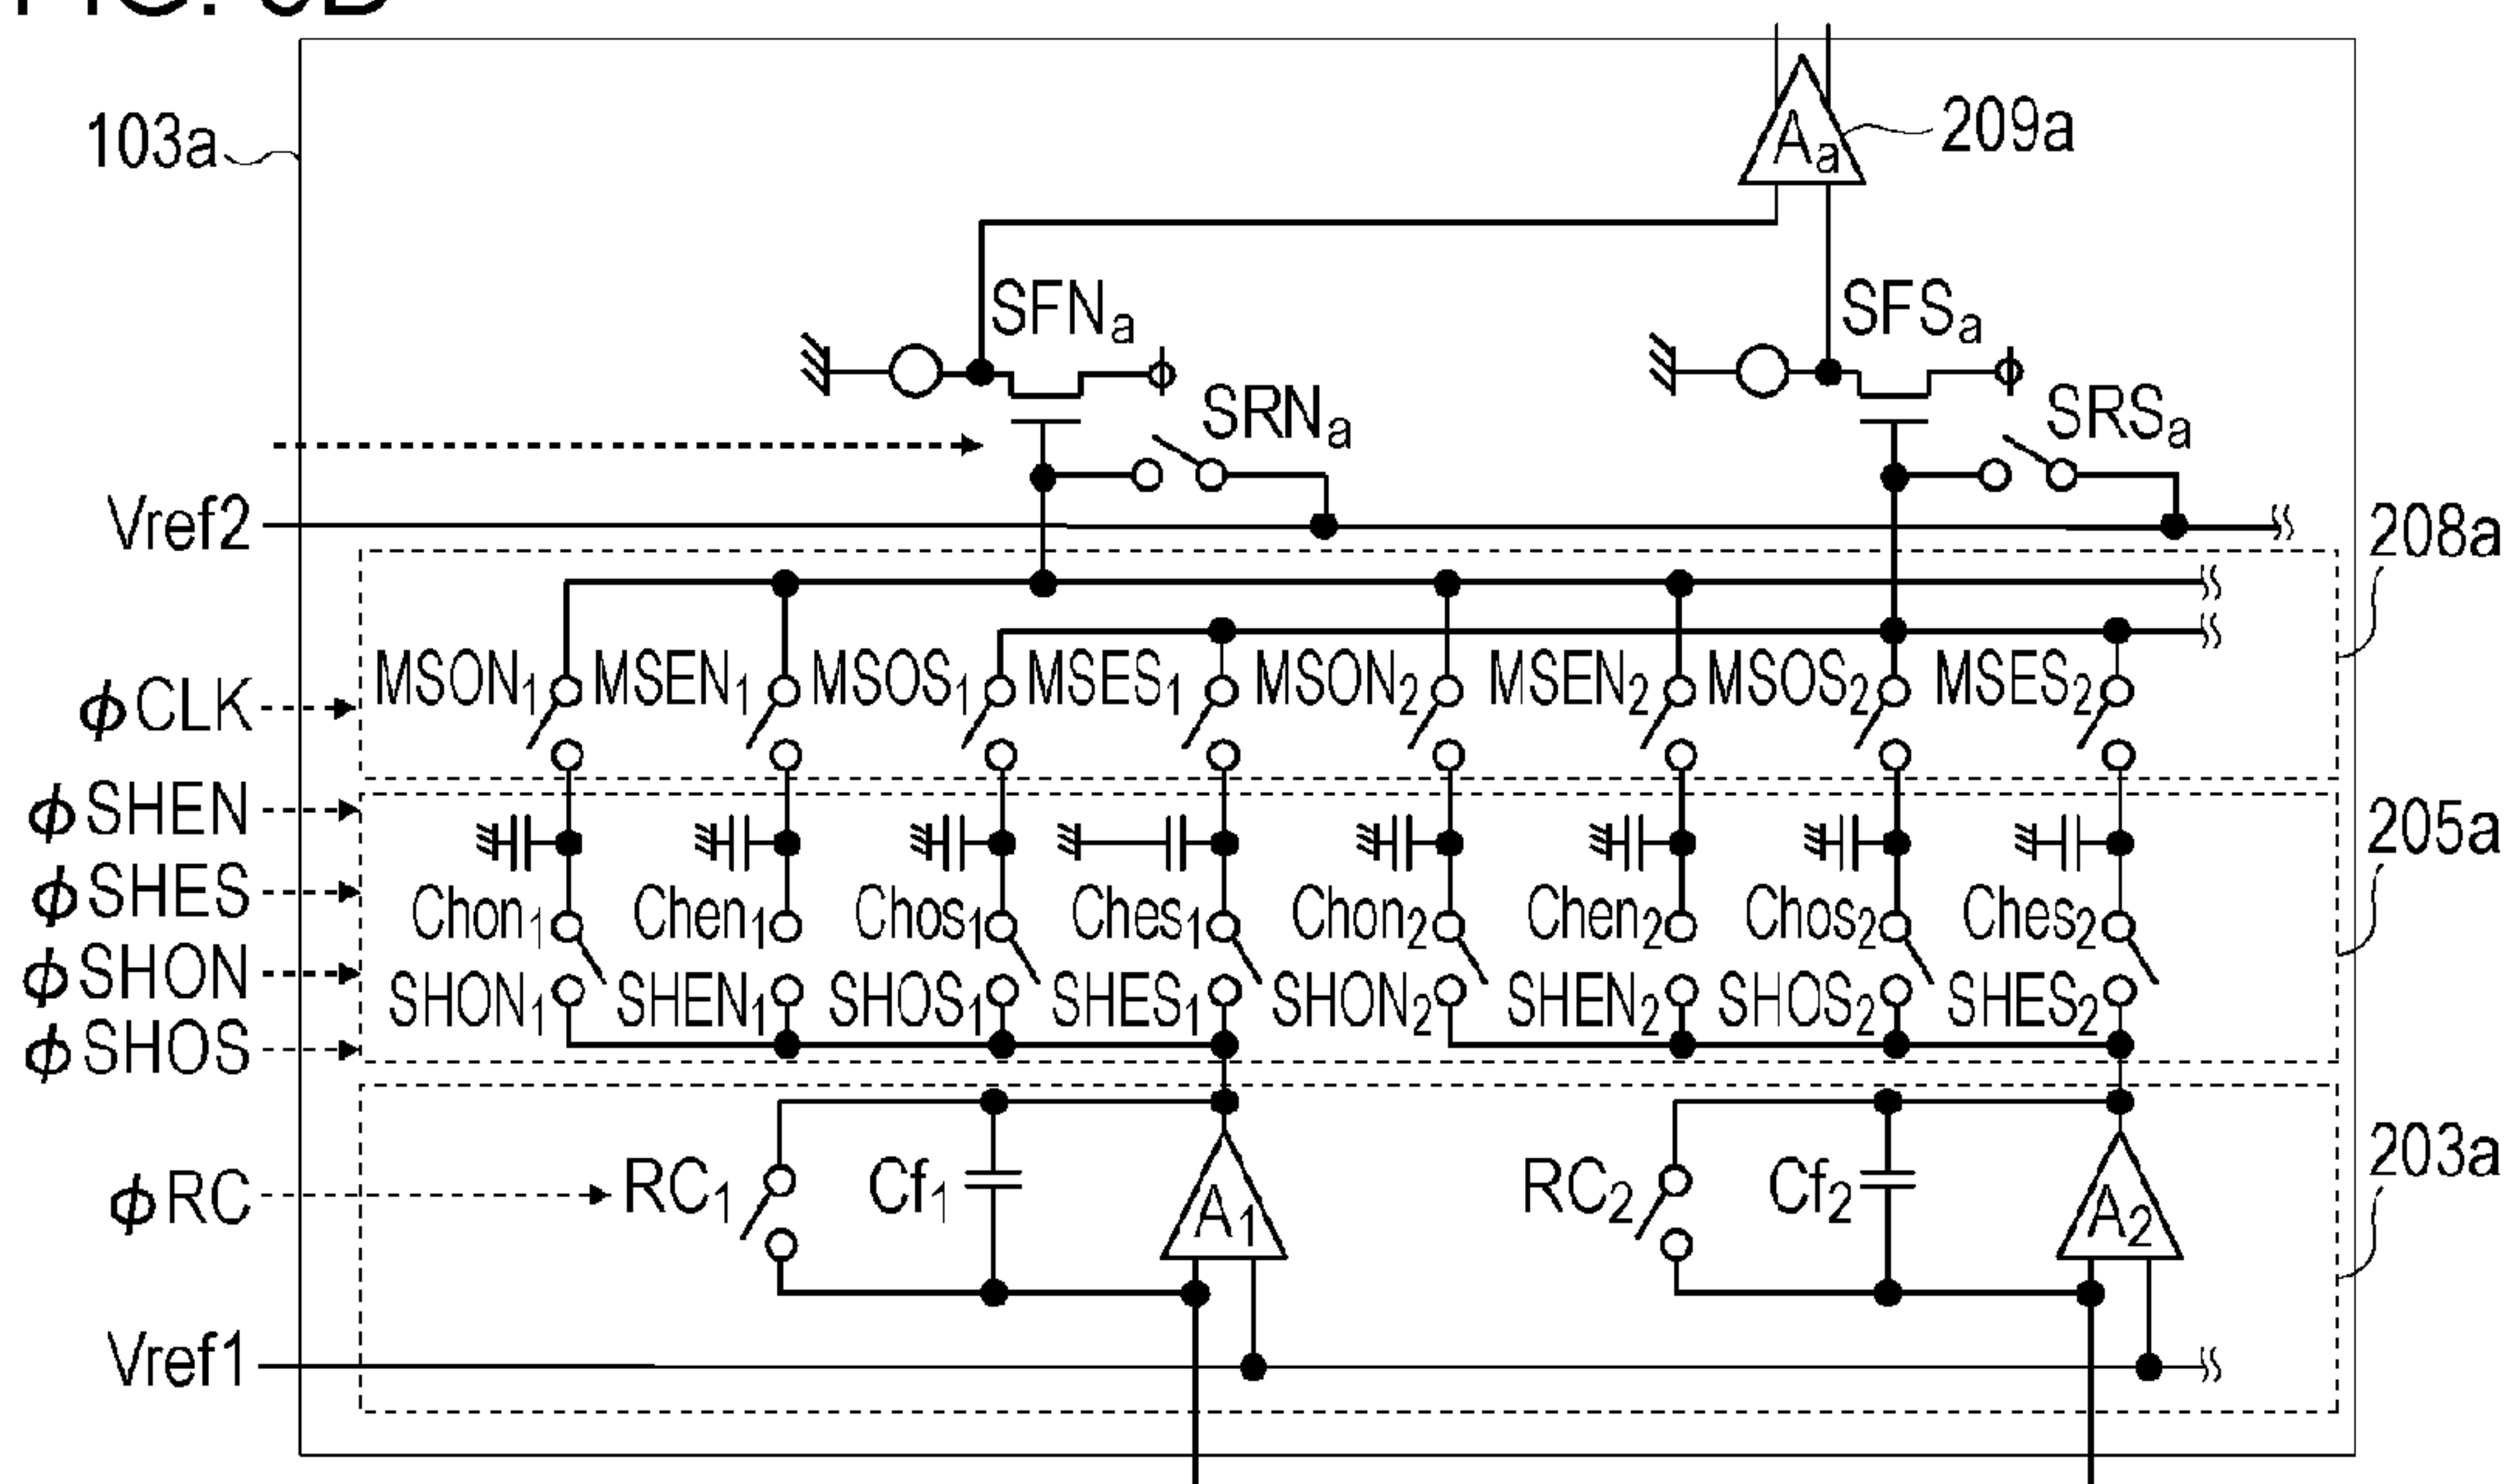 103a
Aₐ
209a
SFNₐ
SFSₐ
SRNₐ
SRSₐ
Vref2
208a
MSON₁ MSEN₁ MSOS₁ MSES₁ MSON₂ MSEN₂ MSOS₂ MSES₂
ϕCLK
ϕSHEN
205a
ϕSHES
Chon₁ Chen₁ Chos₁ Ches₁ Chon₂ Chen₂ Chos₂ Ches₂
ϕSHON
SHON₁ SHEN₁ SHOS₁ SHES₁ SHON₂ SHEN₂ SHOS₂ SHES₂
ϕSHOS
203a
ϕRC
RC₁ Cf₁ A₁ RC₂ Cf₂ A₂
Vref1